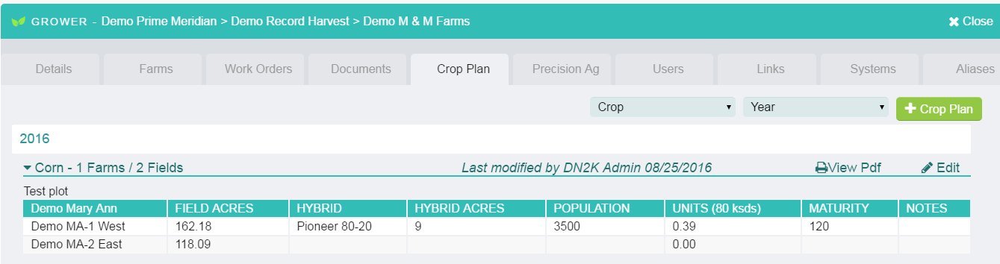 GROWER - Demo Prime Meridian > Demo Record Harvest > Demo M & M Farms Close
Details Farms Work Orders Documents Crop Plan Precision Ag Users Links Systems Aliases
Crop Year Crop Plan
2016
Corn - 1 Farms / 2 Fields Last modified by DN2K Admin 08/25/2016 View Pdf Edit
Test plot
Demo Mary Ann FIELD ACRES HYBRID HYBRID ACRES POPULATION UNITS (80 ksds) MATURITY NOTES
Demo MA-1 West 162.18 Pioneer 80-20 9 3500 0.39 120
Demo MA-2 East 118.09 0.00